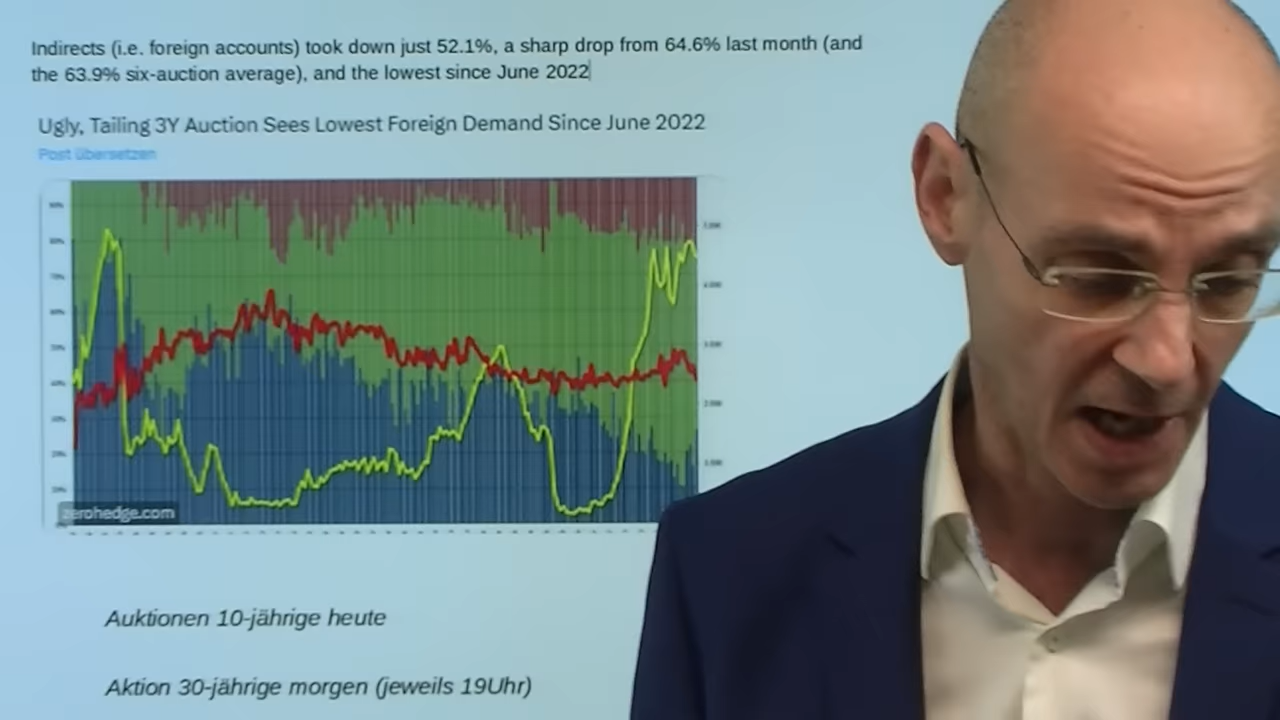 Indirects (i.e. foreign accounts) took down just 52.1%, a sharp drop from 64.6% last month (and
the 63.9% six-auction average), and the lowest since June 2022
Ugly, Tailing 3Y Auction Sees Lowest Foreign Demand Since June 2022
Post übersetzen
zerohedge.com
Auktionen 10-jährige heute
Aktion 30-jährige morgen (jeweils 19Uhr)